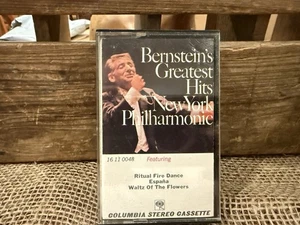 Bernstein's
Greatest
Hits
New York
Philharmonic
16 11 0048 Featuring
Ritual Fire Dance
España
Waltz Of The Flowers
COLUMBIA STEREO CASSETTE